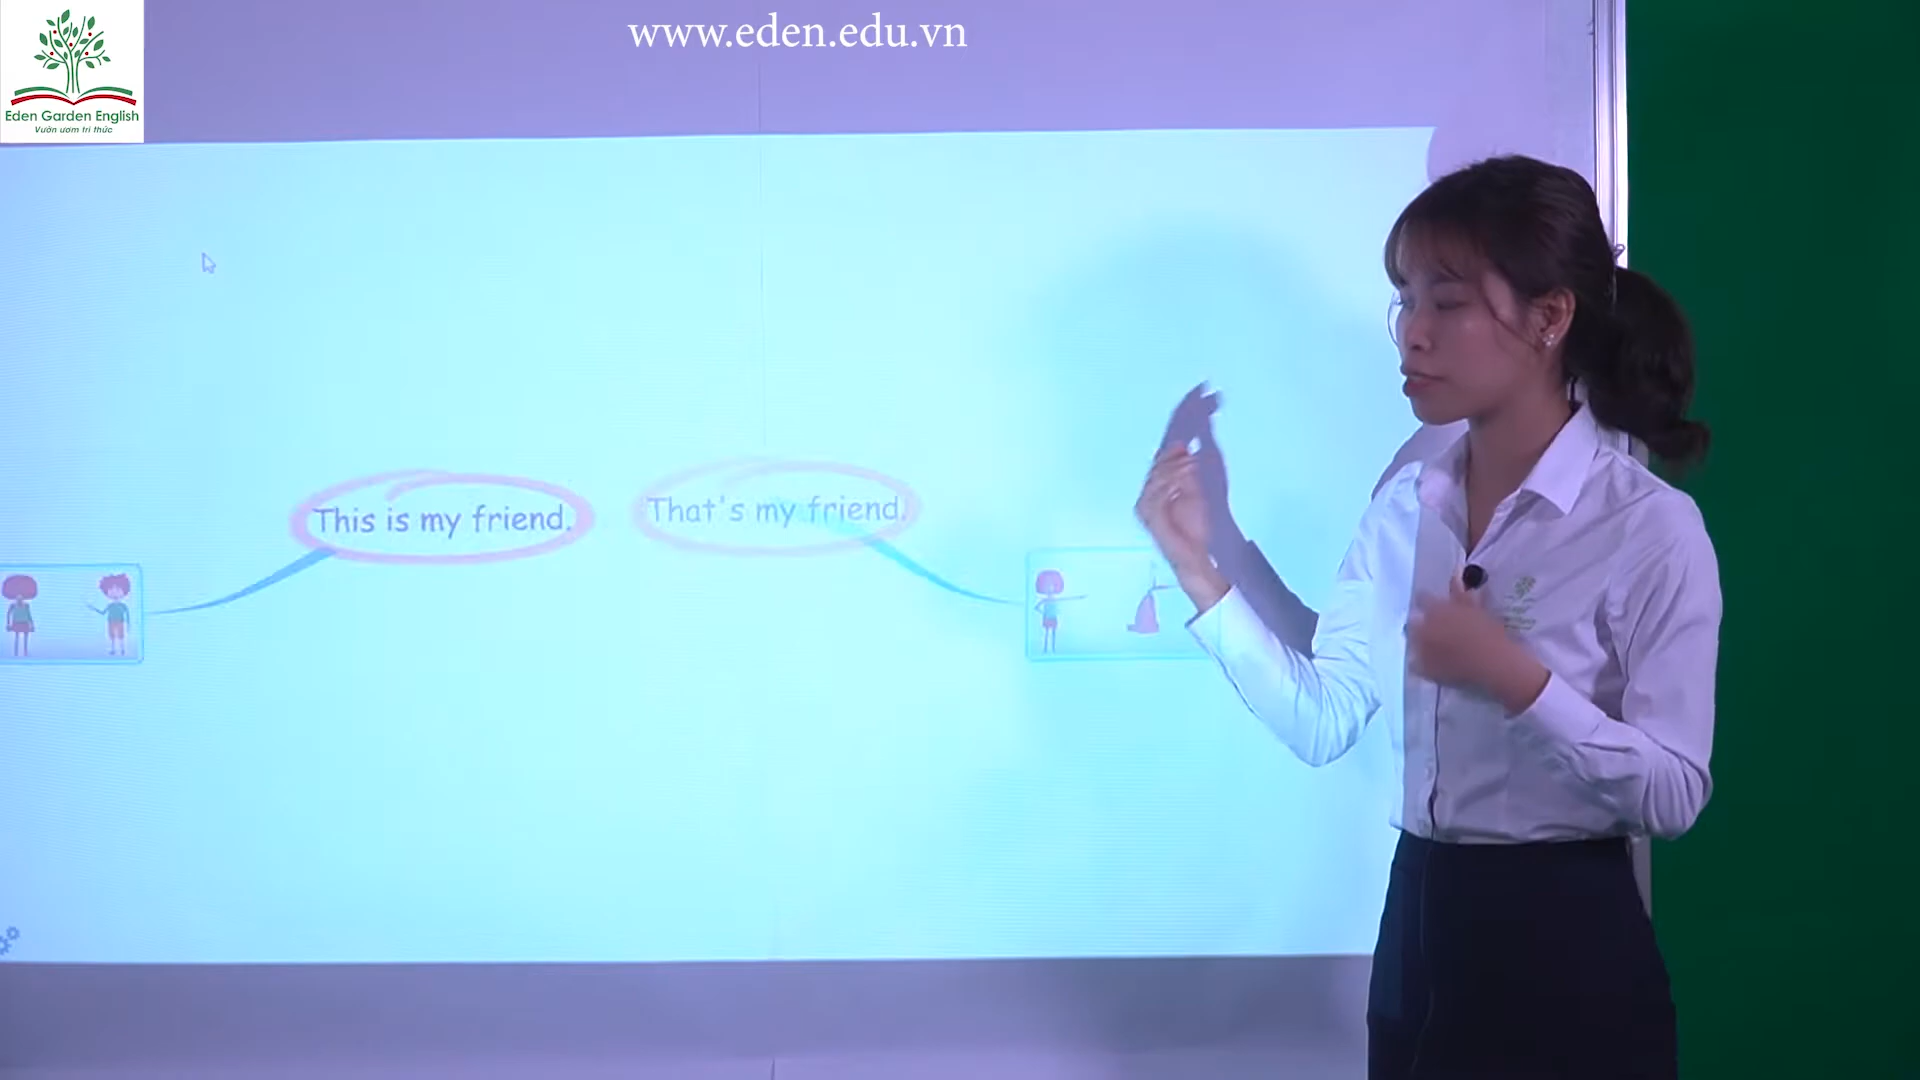 www.eden.edu.vn
Eden Garden English
Vườn ươm tri thức
This is my friend.
That's my friend.